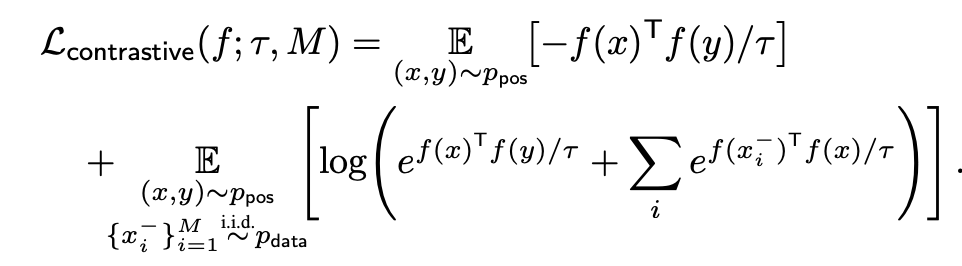 ℒ_contrastive(f; τ, M) = 𝔼_{(x,y)∼p_pos} [−f(x)^⊤ f(y)/τ]
+ 𝔼_{(x,y)∼p_pos, {x_i^−}_{i=1}^M i.i.d.∼ p_data} [log(e^{f(x)^⊤ f(y)/τ} + ∑_i e^{f(x_i^−)^⊤ f(x)/τ})].